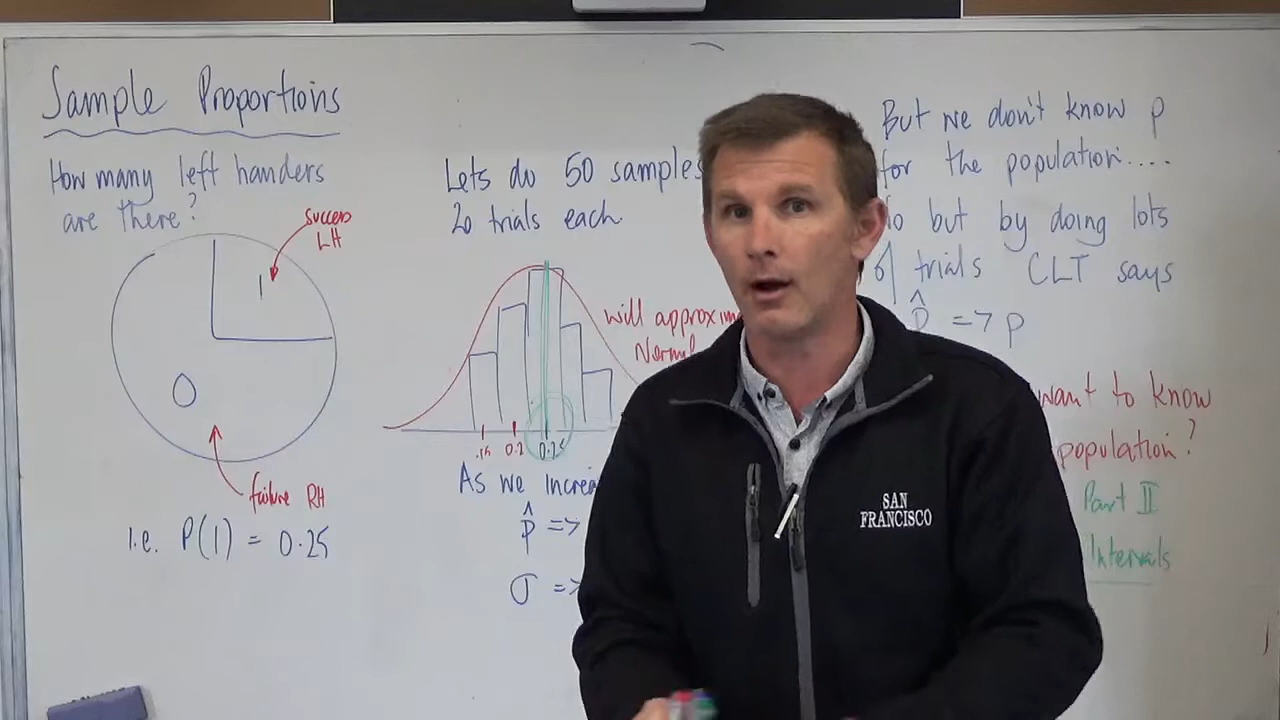 Sample Proportions
How many left handers
are there?
success
LH
1
0
failure RH
i.e. P(1) = 0.25
Lets do 50 samples
20 trials each
will approxim
Norm
.15 0.2 0.25
As we increa
p̂ =>
σ =>
But we don't know p
for the population....
No but by doing lots
of trials CLT says
p̂ => p
want to know
population?
Part II
Intervals
SAN
FRANCISCO